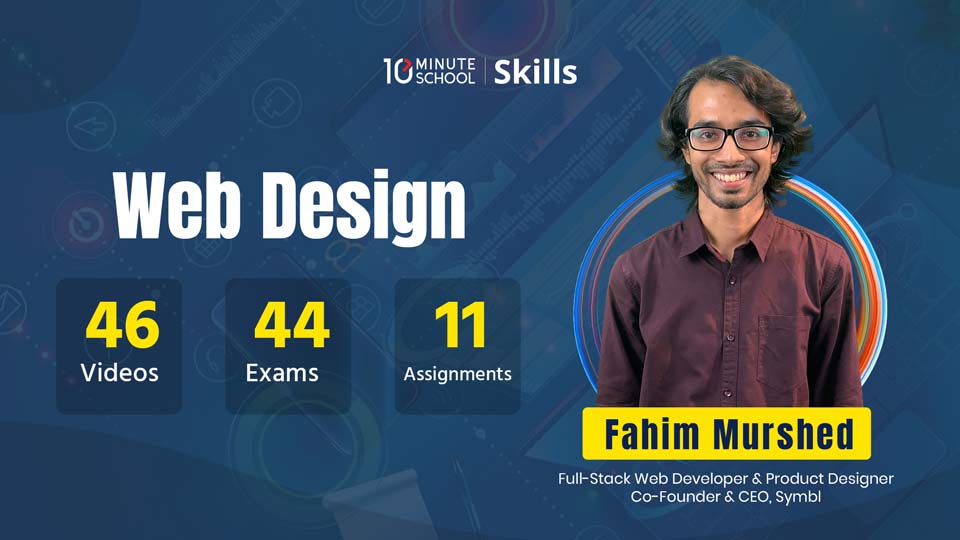 10 MINUTE SCHOOL | Skills
Web Design
46
Videos
44
Exams
11
Assignments
Fahim Murshed
Full-Stack Web Developer & Product Designer
Co-Founder & CEO, Symbl